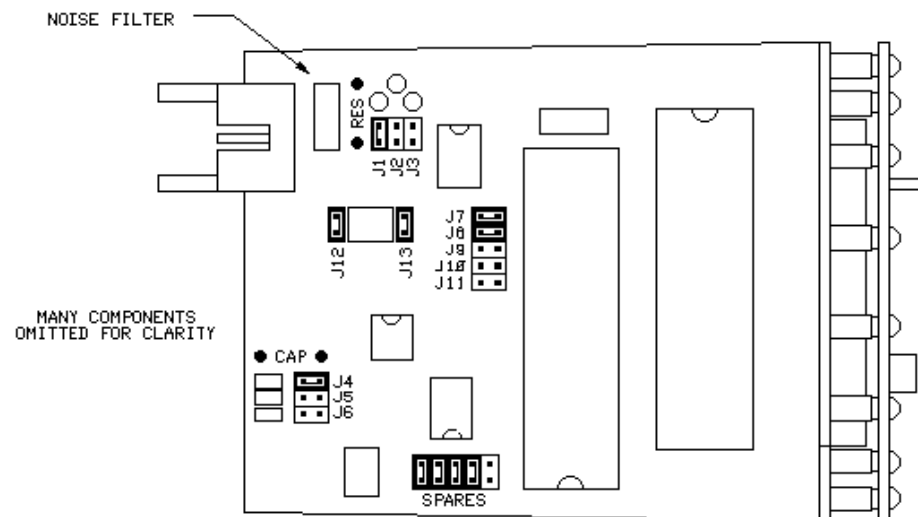 NOISE FILTER
RES
J1
J2
J3
J7
J8
J9
J10
J11
J12
J13
MANY COMPONENTS
OMITTED FOR CLARITY
CAP
J4
J5
J6
SPARES